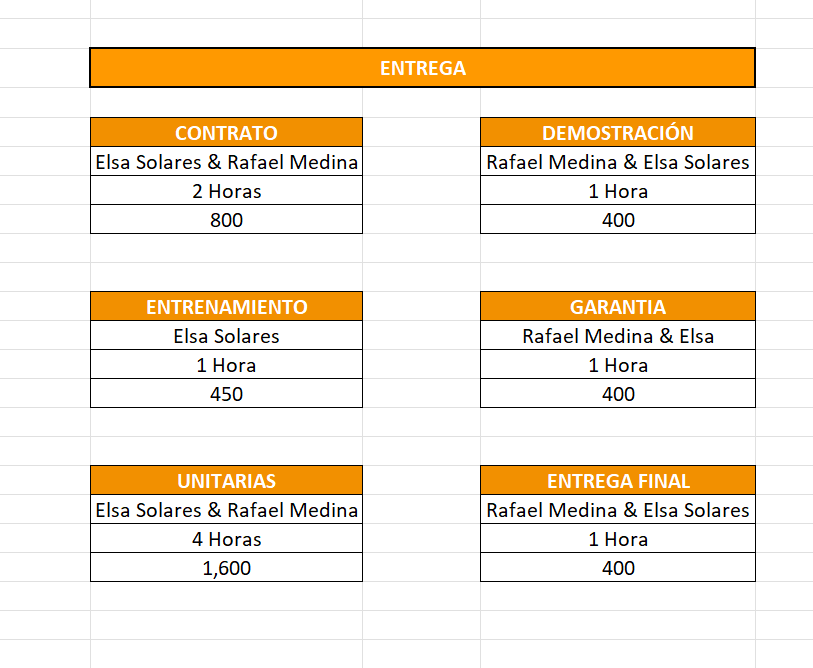 ENTREGA
CONTRATO
Elsa Solares & Rafael Medina
2 Horas
800
DEMOSTRACIÓN
Rafael Medina & Elsa Solares
1 Hora
400
ENTRENAMIENTO
Elsa Solares
1 Hora
450
GARANTIA
Rafael Medina & Elsa
1 Hora
400
UNITARIAS
Elsa Solares & Rafael Medina
4 Horas
1,600
ENTREGA FINAL
Rafael Medina & Elsa Solares
1 Hora
400